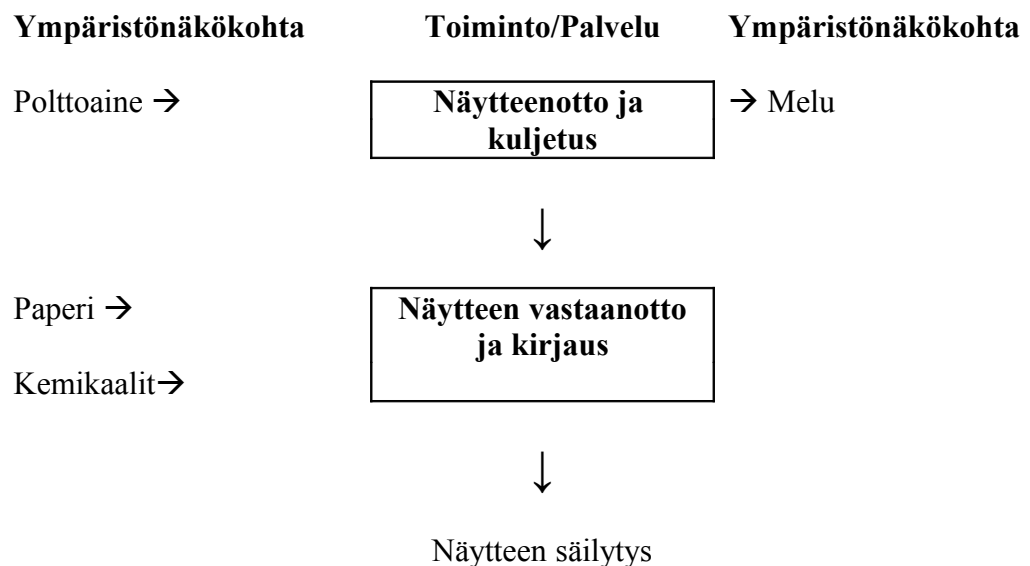 Ympäristönäkökohta Toiminto/Palvelu Ympäristönäkökohta
Polttoaine → Näytteenotto ja → Melu
kuljetus
↓
Paperi → Näytteen vastaanotto
ja kirjaus
Kemikaalit→
↓
Näytteen säilytys